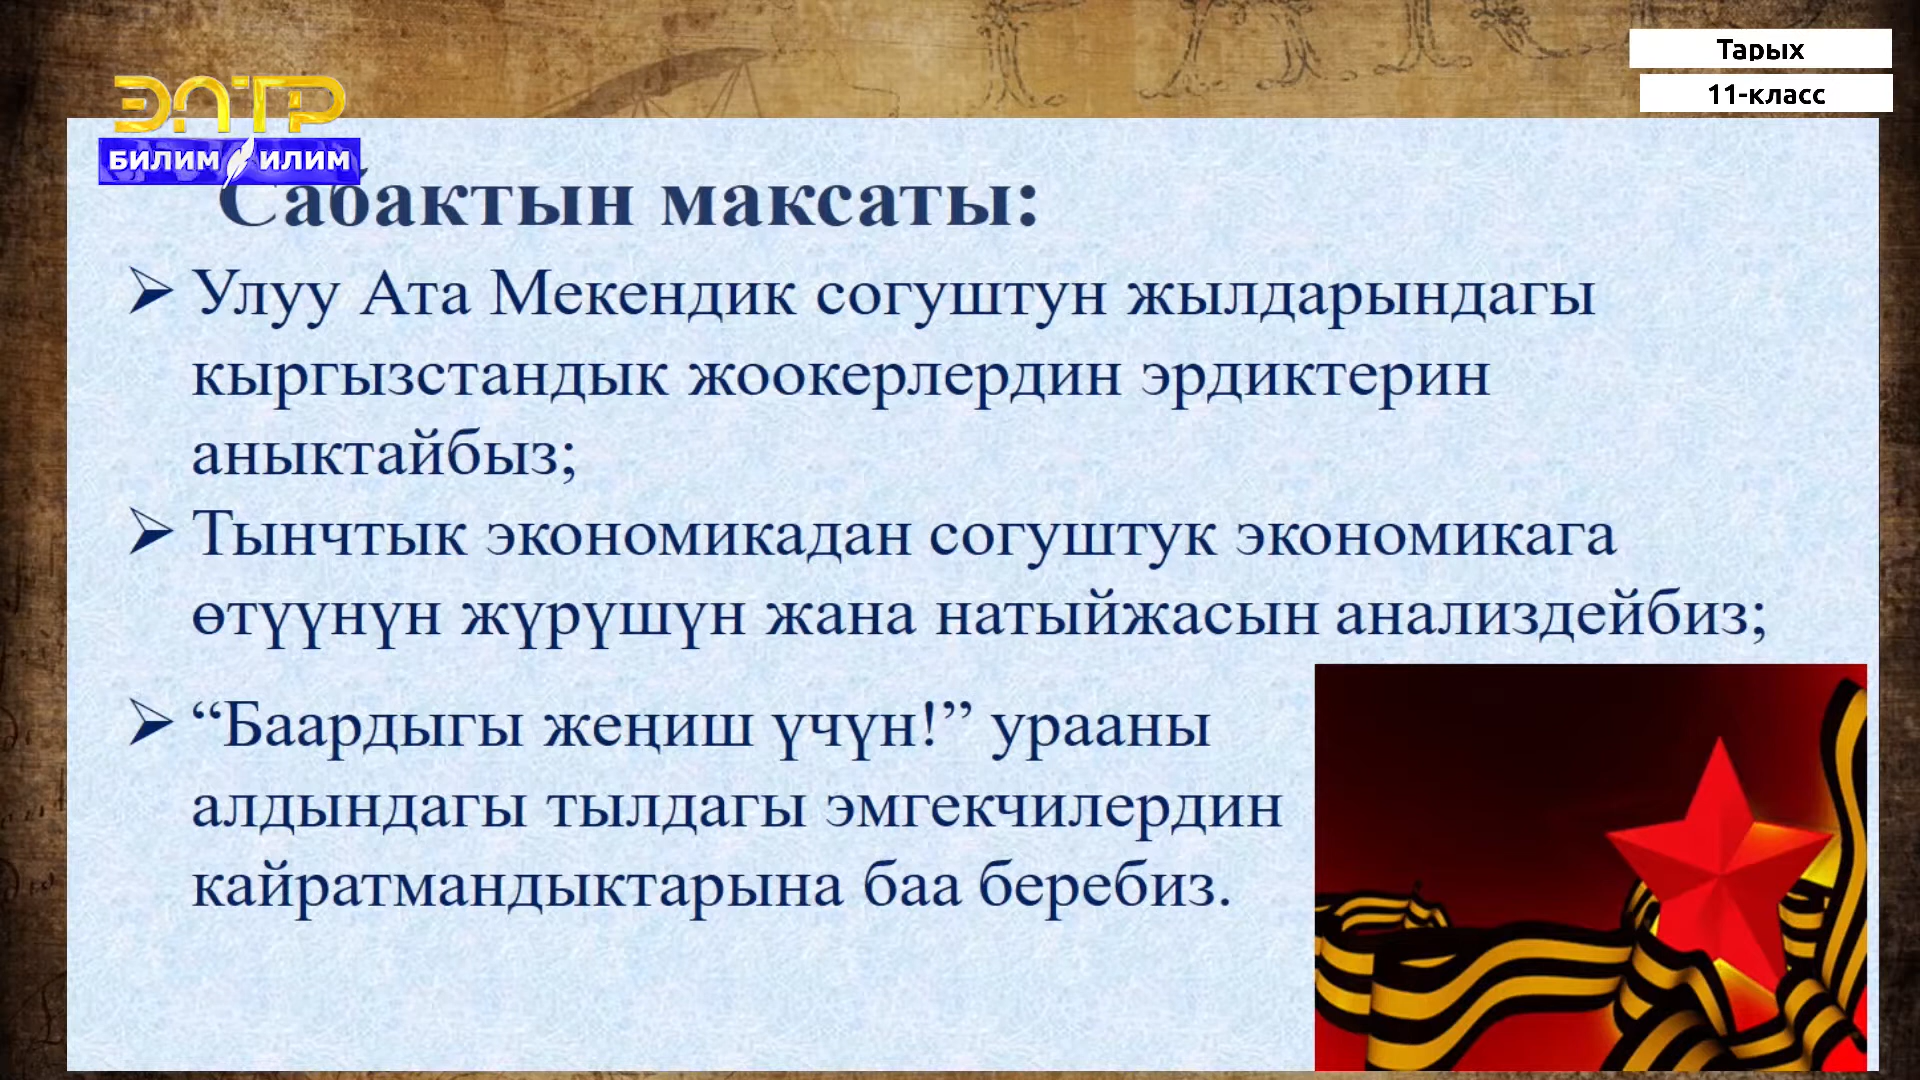 Тарых
11-класс
ЭЛТР
БИЛИМ ИЛИМ
Сабактын максаты:
➢ Улуу Ата Мекендик согуштун жылдарындагы
кыргызстандык жоокерлердин эрдиктерин
аныктайбыз;
➢ Тынчтык экономикадан согуштук экономикага
өтүүнүн жүрүшүн жана натыйжасын анализдейбиз;
➢ “Баардыгы жеңиш үчүн!” урааны
алдындагы тылдагы эмгекчилердин
кайратмандыктарына баа беребиз.